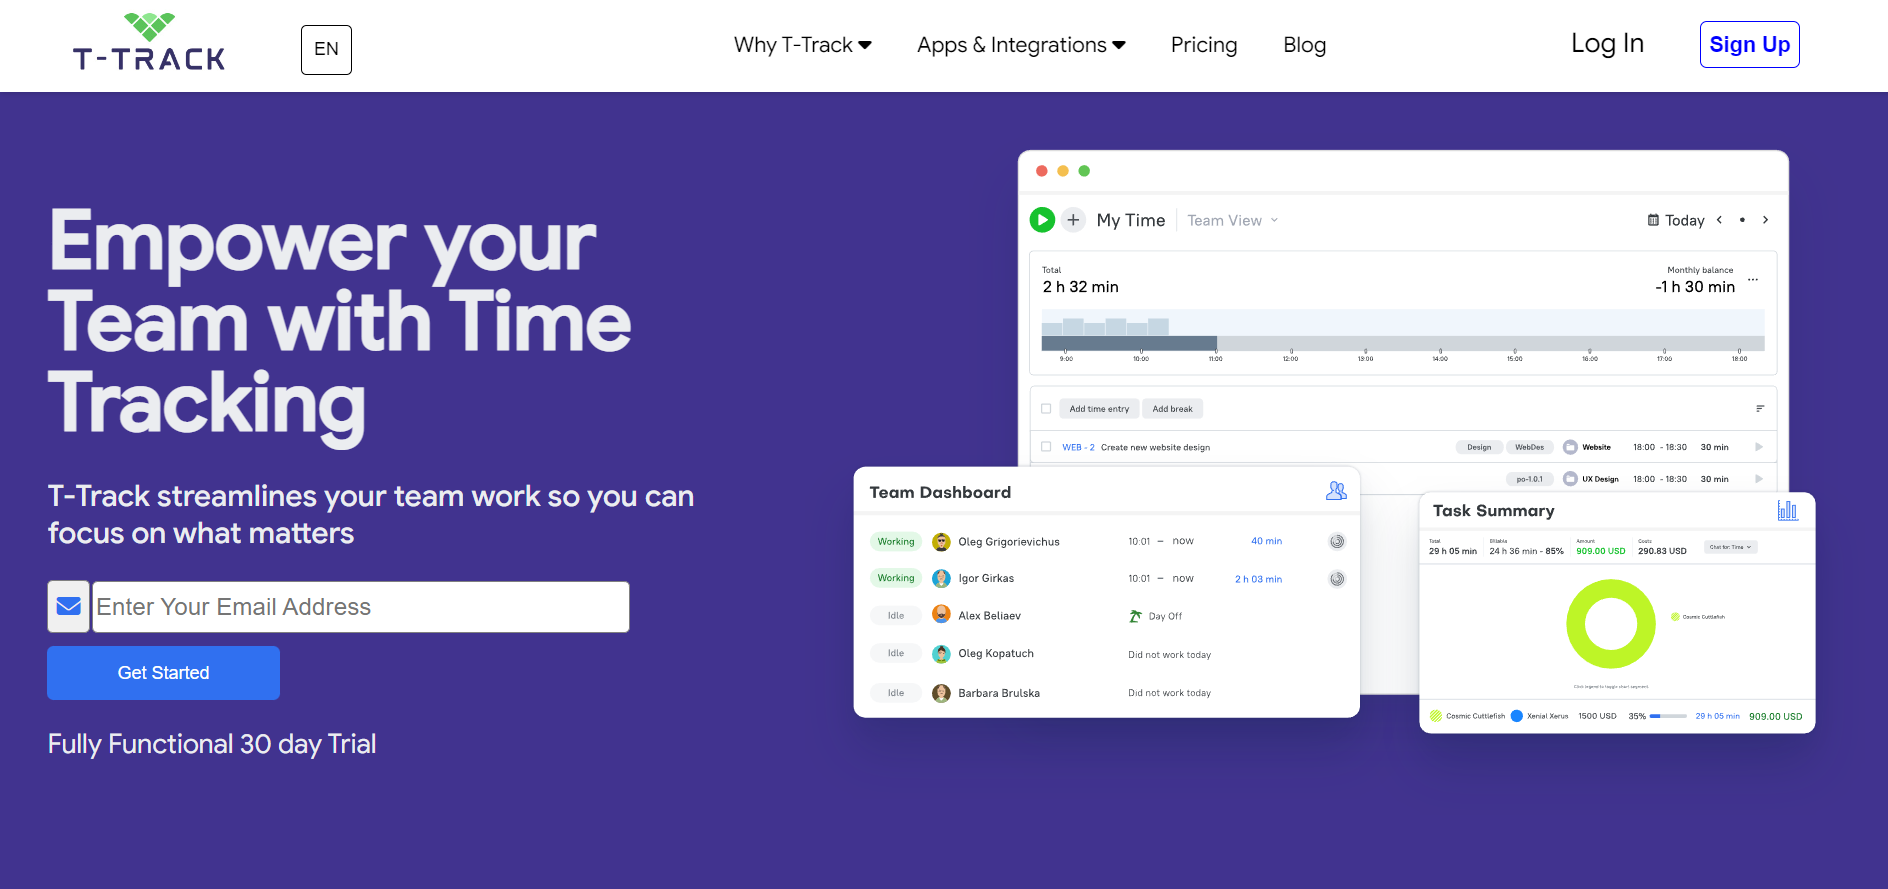 T-TRACK
EN
Why T-Track
Apps & Integrations
Pricing
Blog
Log In
Sign Up
Empower your
Team with Time
Tracking
T-Track streamlines your team work so you can
focus on what matters
Enter Your Email Address
Get Started
Fully Functional 30 day Trial
My Time
Team View
Today
Total
Monthly balance
2 h 32 min
-1 h 30 min
9:00 10:00 11:00 12:00 13:00 14:00 15:00 16:00 17:00 18:00
Add time entry
Add break
WEB - 2 Create new website design Design WebDes Website 18:00 - 18:30 30 min
po-1.0.1 UX Design 18:00 - 18:30 30 min
Team Dashboard
Working Oleg Grigorievichus 10:01 – now 40 min
Working Igor Girkas 10:01 – now 2 h 03 min
Idle Alex Beliaev Day Off
Idle Oleg Kopatuch Did not work today
Idle Barbara Brulska Did not work today
Task Summary
Total Billable Amount Costs
29 h 05 min 24 h 36 min - 85% 909.00 USD 290.83 USD
Chat for: Time
Cosmic Cuttlefish
Click legend to toggle chart segment
Cosmic Cuttlefish Xenial Xerus 1500 USD 35% 29 h 05 min 909.00 USD